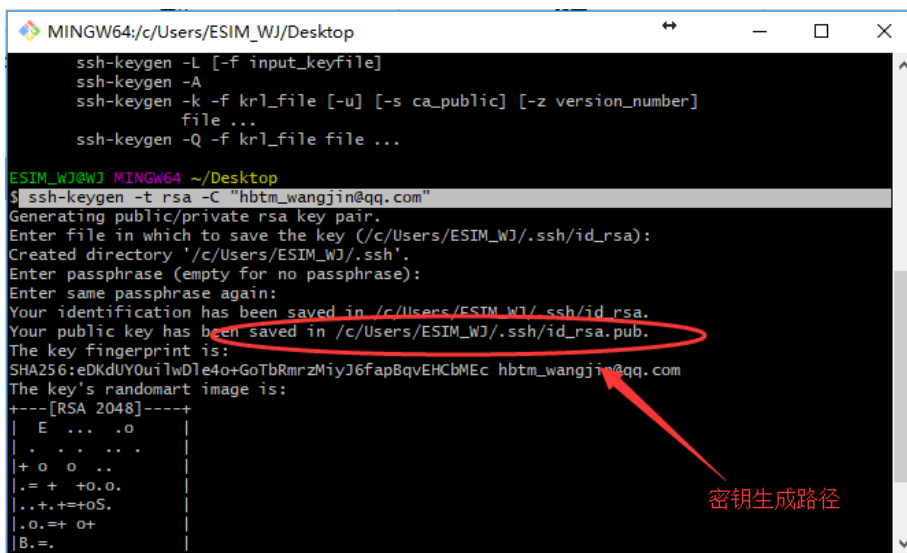 MINGW64:/c/Users/ESIM_WJ/Desktop
ssh-keygen -L [-f input_keyfile]
ssh-keygen -A
ssh-keygen -k -f krl_file [-u] [-s ca_public] [-z version_number]
file ...
ssh-keygen -Q -f krl_file file ...
ESIM_WJ@WJ MINGW64 ~/Desktop
$ ssh-keygen -t rsa -C "hbtm_wangjin@qq.com"
Generating public/private rsa key pair.
Enter file in which to save the key (/c/Users/ESIM_WJ/.ssh/id_rsa):
Created directory '/c/Users/ESIM_WJ/.ssh'.
Enter passphrase (empty for no passphrase):
Enter same passphrase again:
Your identification has been saved in /c/Users/ESIM_WJ/.ssh/id_rsa.
Your public key has been saved in /c/Users/ESIM_WJ/.ssh/id_rsa.pub.
The key fingerprint is:
SHA256:eDKdUYOuilwDle4o+GoTbRmrzMiyJ6fapBqvEHCbMEc hbtm_wangjin@qq.com
The key's randomart image is:
+---[RSA 2048]----+
|  E ... .o       |
| . . .  .. .     |
|+ o  o  ..       |
|.= +  +o.o.      |
|..+.+=+oS.       |
|.o.=+ o+         |
|B.=.             |
密钥生成路径